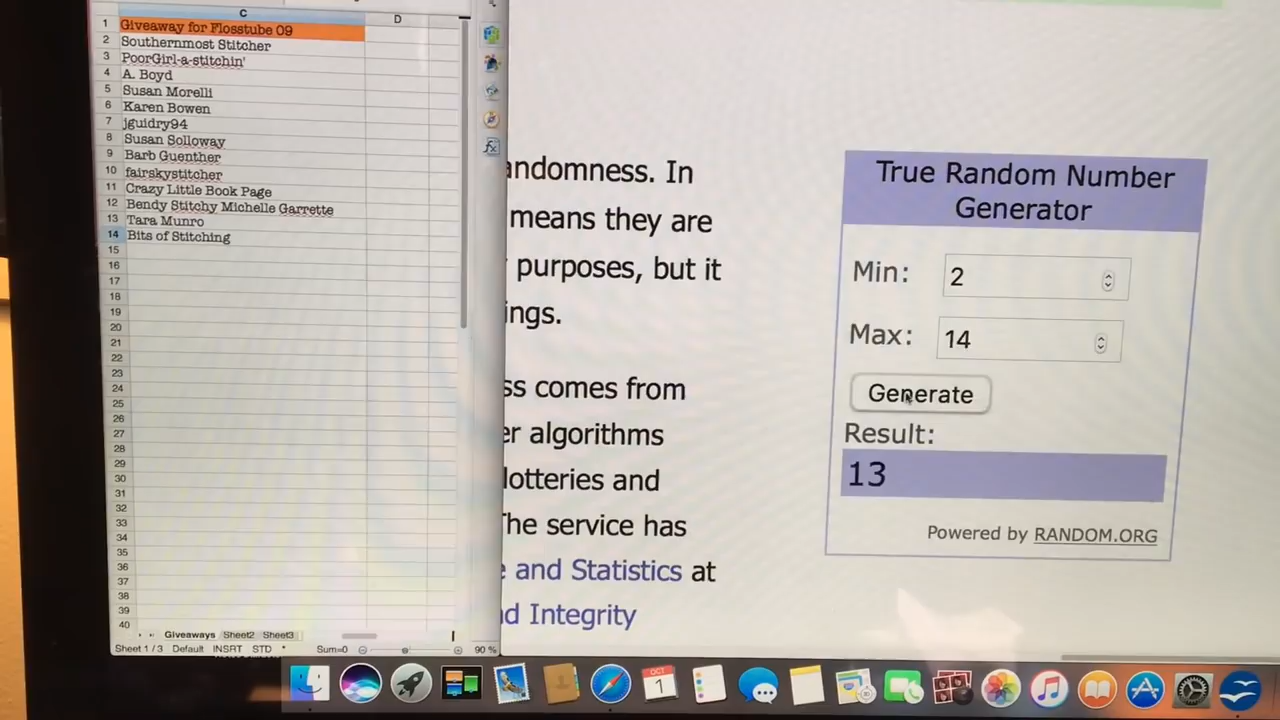 C
D
1 Giveaway for Flosstube 09
2 Southernmost Stitcher
3 PoorGirl-a-stitchin'
4 A. Boyd
5 Susan Morelli
6 Karen Bowen
7 jguidry94
8 Susan Solloway
9 Barb Guenther
10 fairskystitcher
11 Crazy Little Book Page
12 Bendy Stitchy Michelle Garrette
13 Tara Munro
14 Bits of Stitching
15
16
17
18
19
20
21
22
23
24
25
26
27
28
29
30
31
32
33
34
35
36
37
38
39
40
Giveaways Sheet2 Sheet3
Sheet 1 / 3 Default INSRT STD * Sum=0 90 %
andomness. In
means they are
purposes, but it
ings.
ss comes from
er algorithms
lotteries and
The service has
e and Statistics at
d Integrity
True Random Number
Generator
Min: 2
Max: 14
Generate
Result:
13
Powered by RANDOM.ORG
OCT
1